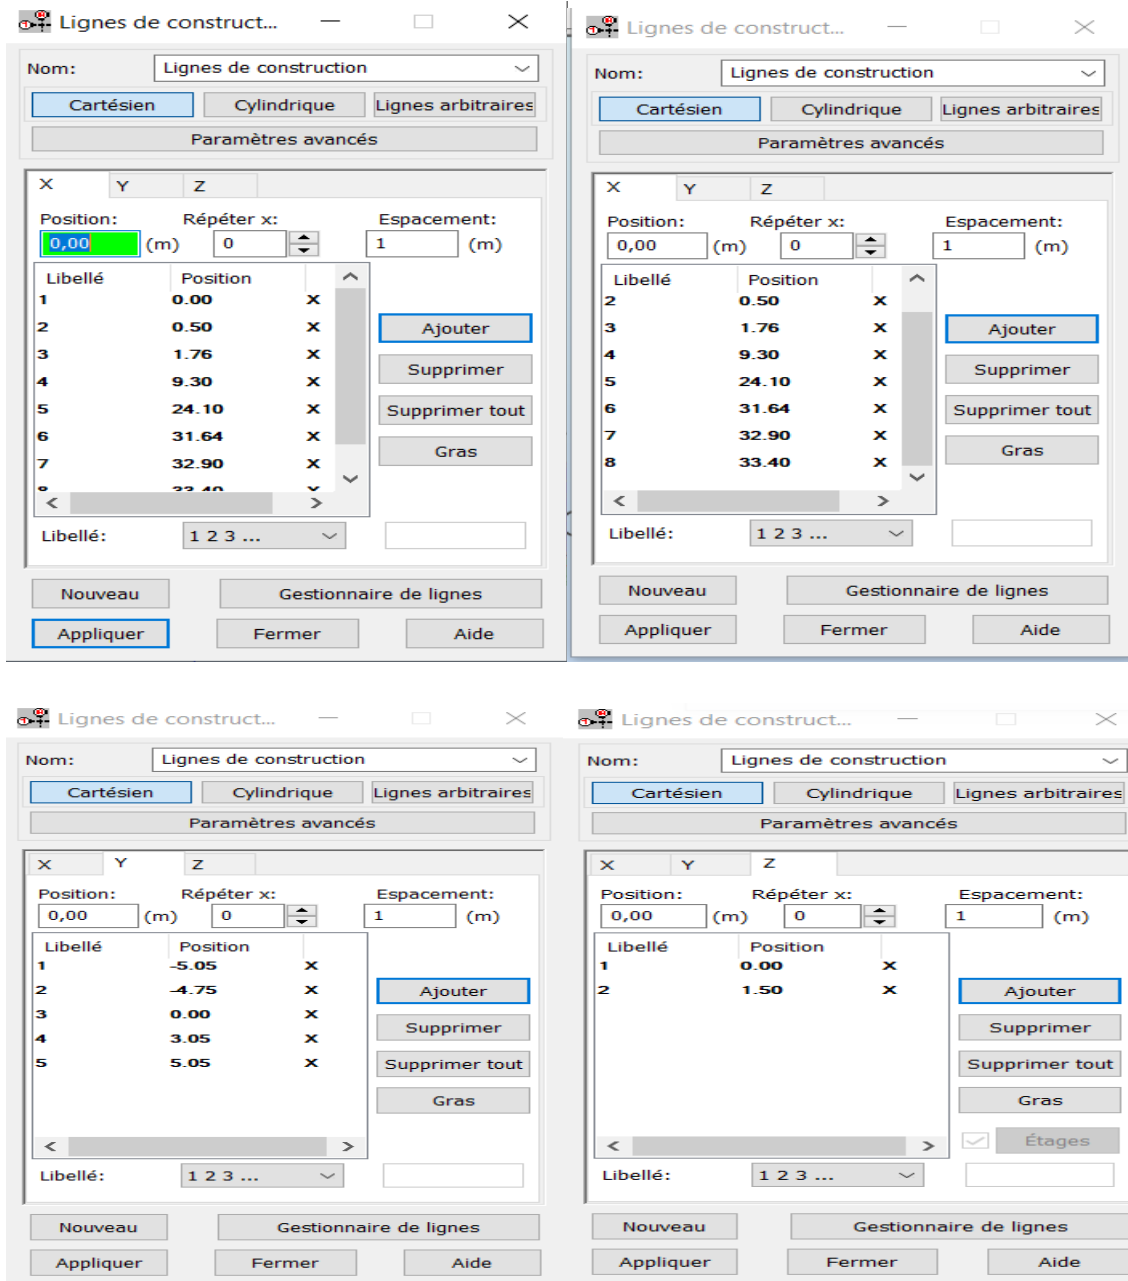 Lignes de construct...
Nom: Lignes de construction
Cartésien Cylindrique Lignes arbitraires
Paramètres avancés
X Y Z
Position: Répéter x: Espacement:
0,00 (m) 0 1 (m)
Libellé Position
1 0.00 X
2 0.50 X
3 1.76 X
4 9.30 X
5 24.10 X
6 31.64 X
7 32.90 X
8 33.40 X
Ajouter
Supprimer
Supprimer tout
Gras
Libellé: 1 2 3 ...
Nouveau Gestionnaire de lignes
Appliquer Fermer Aide
Lignes de construct...
Nom: Lignes de construction
Cartésien Cylindrique Lignes arbitraires
Paramètres avancés
X Y Z
Position: Répéter x: Espacement:
0,00 (m) 0 1 (m)
Libellé Position
2 0.50 X
3 1.76 X
4 9.30 X
5 24.10 X
6 31.64 X
7 32.90 X
8 33.40 X
Ajouter
Supprimer
Supprimer tout
Gras
Libellé: 1 2 3 ...
Nouveau Gestionnaire de lignes
Appliquer Fermer Aide
Lignes de construct...
Nom: Lignes de construction
Cartésien Cylindrique Lignes arbitraires
Paramètres avancés
X Y Z
Position: Répéter x: Espacement:
0,00 (m) 0 1 (m)
Libellé Position
1 -5.05 X
2 -4.75 X
3 0.00 X
4 3.05 X
5 5.05 X
Ajouter
Supprimer
Supprimer tout
Gras
Libellé: 1 2 3 ...
Nouveau Gestionnaire de lignes
Appliquer Fermer Aide
Lignes de construct...
Nom: Lignes de construction
Cartésien Cylindrique Lignes arbitraires
Paramètres avancés
X Y Z
Position: Répéter x: Espacement:
0,00 (m) 0 1 (m)
Libellé Position
1 0.00 X
2 1.50 X
Ajouter
Supprimer
Supprimer tout
Gras
Étages
Libellé: 1 2 3 ...
Nouveau Gestionnaire de lignes
Appliquer Fermer Aide